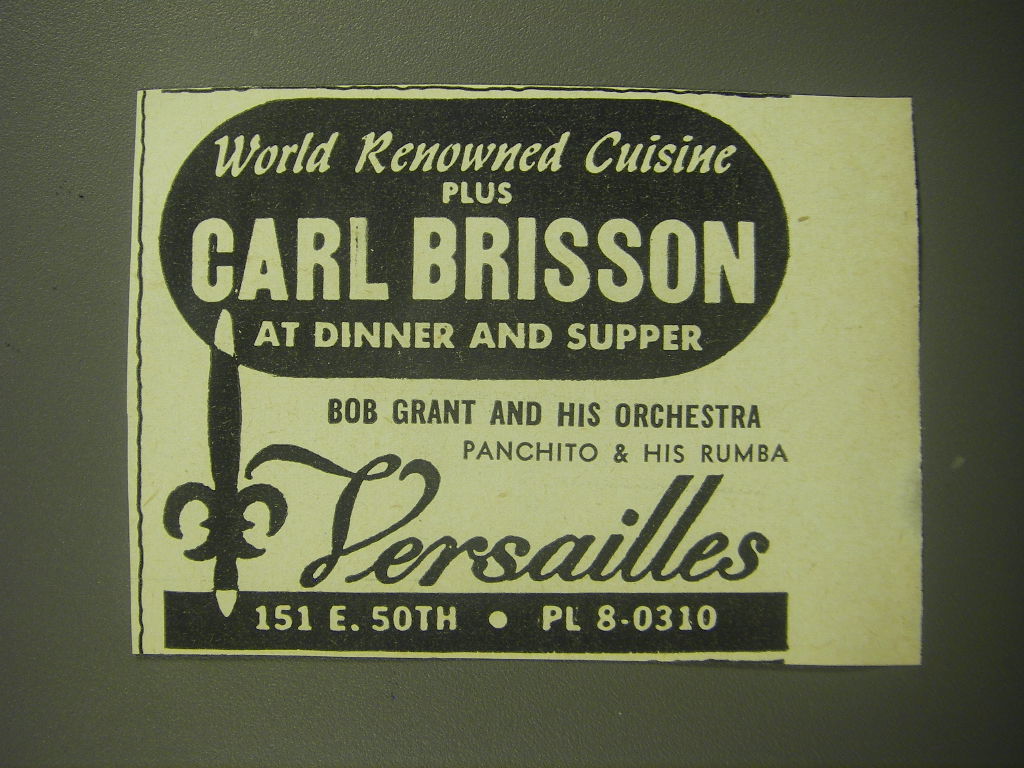 World Renowned Cuisine
PLUS
CARL BRISSON
AT DINNER AND SUPPER
BOB GRANT AND HIS ORCHESTRA
PANCHITO & HIS RUMBA
Versailles
151 E. 50TH • PL 8-0310